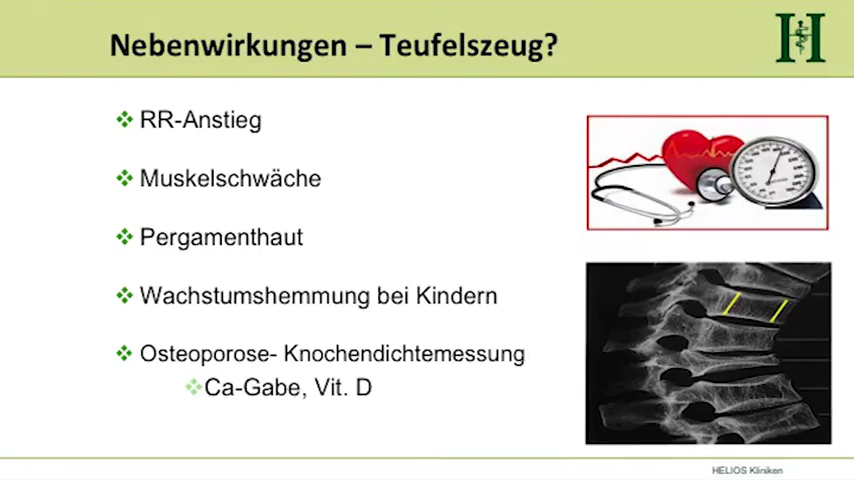 Nebenwirkungen – Teufelszeug?
H
RR-Anstieg
Muskelschwäche
Pergamenthaut
Wachstumshemmung bei Kindern
Osteoporose- Knochendichtemessung
Ca-Gabe, Vit. D
HELIOS Kliniken